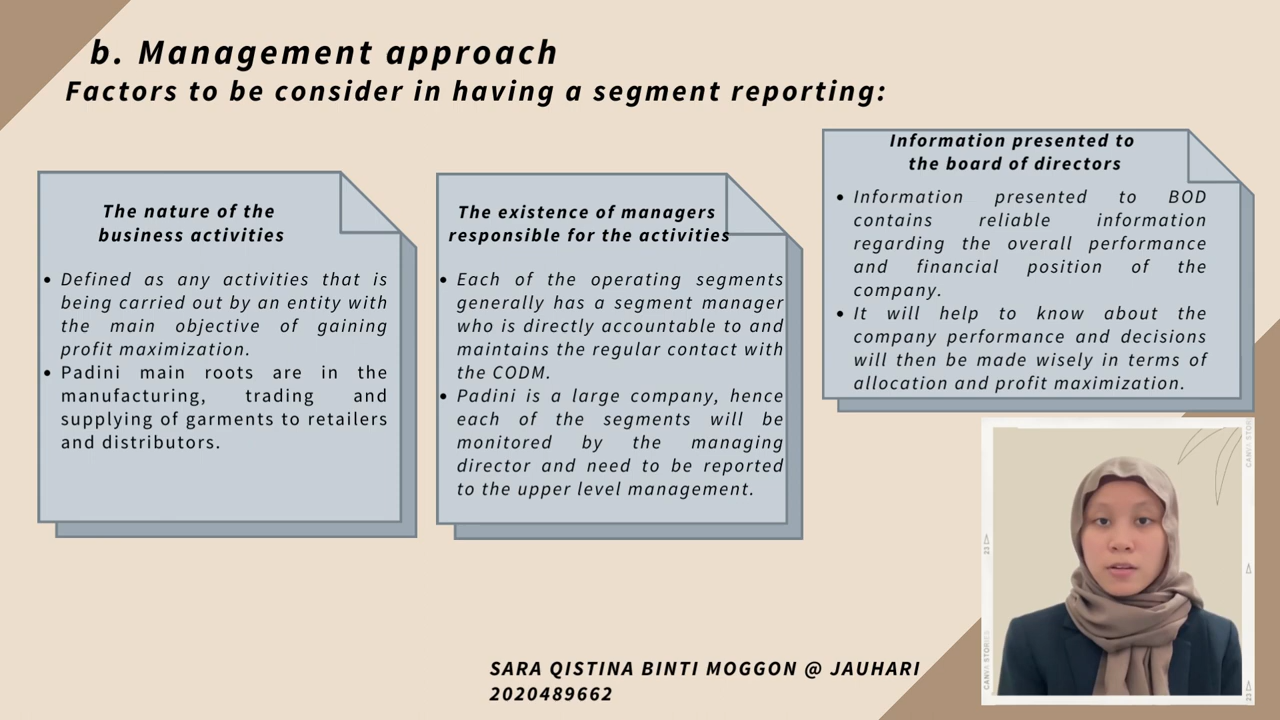 b. Management approach
Factors to be consider in having a segment reporting:
The nature of the
business activities
• Defined as any activities that is
being carried out by an entity with
the main objective of gaining
profit maximization.
• Padini main roots are in the
manufacturing, trading and
supplying of garments to retailers
and distributors.
The existence of managers
responsible for the activities
• Each of the operating segments
generally has a segment manager
who is directly accountable to and
maintains the regular contact with
the CODM.
• Padini is a large company, hence
each of the segments will be
monitored by the managing
director and need to be reported
to the upper level management.
Information presented to
the board of directors
• Information presented to BOD
contains reliable information
regarding the overall performance
and financial position of the
company.
• It will help to know about the
company performance and decisions
will then be made wisely in terms of
allocation and profit maximization.
CANVA STOR
23
CANVA STORIES
23
SARA QISTINA BINTI MOGGON @ JAUHARI
2020489662